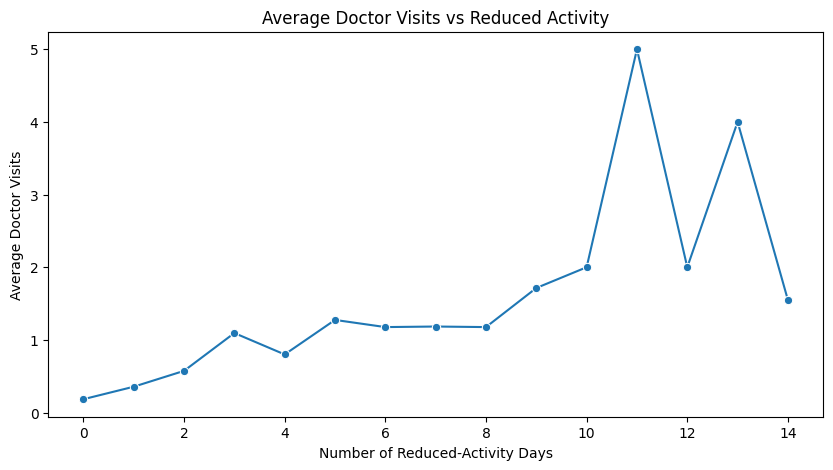 Average Doctor Visits vs Reduced Activity
Average Doctor Visits
5
4
3
2
1
0
0 2 4 6 8 10 12 14
Number of Reduced-Activity Days